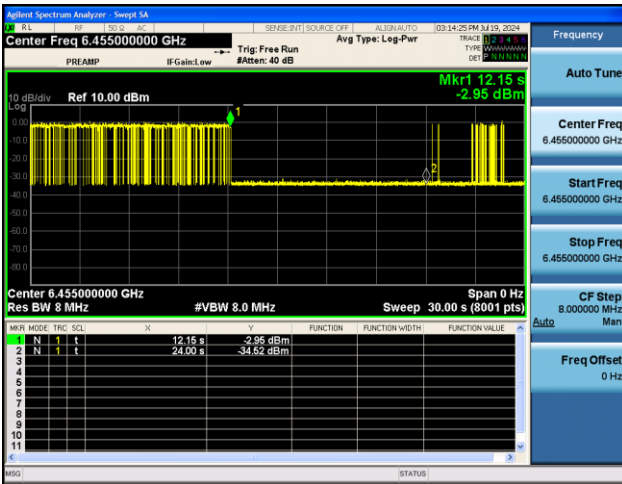 Agilent Spectrum Analyzer - Swept SA
RL RF 50 Ω AC SENSE:INT SOURCE OFF ALIGNAUTO 03:14:25 PM Jul 19, 2024
Center Freq 6.455000000 GHz
Avg Type: Log-Pwr
TRACE 1 2 3 4 5 6
TYPE
DET P N N N N N
PREAMP
IFGain:Low
Trig: Free Run
#Atten: 40 dB
Mkr1 12.15 s
-2.95 dBm
10 dB/div
Log
Ref 10.00 dBm
0.00
-10.0
-20.0
-30.0
-40.0
-50.0
-60.0
-70.0
-80.0
1
2
Center 6.455000000 GHz
Span 0 Hz
Res BW 8 MHz
#VBW 8.0 MHz
Sweep 30.00 s (8001 pts)
MKR MODE TRC SCL X Y FUNCTION FUNCTION WIDTH FUNCTION VALUE
1 N 1 t 12.15 s -2.95 dBm
2 N 1 t 24.00 s -34.52 dBm
3
4
5
6
7
8
9
10
11
MSG
STATUS
Frequency
Auto Tune
Center Freq
6.455000000 GHz
Start Freq
6.455000000 GHz
Stop Freq
6.455000000 GHz
CF Step
8.000000 MHz
Auto Man
Freq Offset
0 Hz